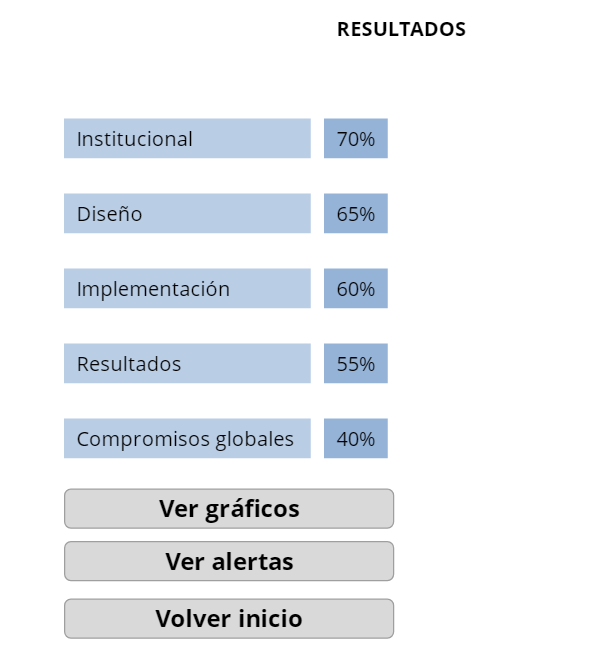 RESULTADOS
Institucional 70%
Diseño 65%
Implementación 60%
Resultados 55%
Compromisos globales 40%
Ver gráficos
Ver alertas
Volver inicio